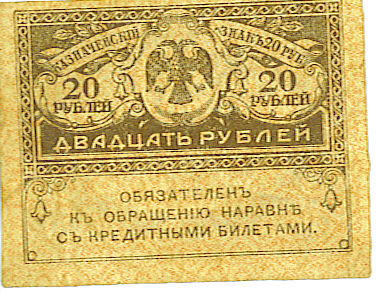 КАЗНАЧЕЙСКІЙ ЗНАКЪ 20 РУБ.
20 РУБЛЕЙ
20 РУБЛЕЙ
ДВАДЦАТЬ РУБЛЕЙ
ОБЯЗАТЕЛЕНЪ
КЪ ОБРАЩЕНІЮ НАРАВНѢ
СЪ КРЕДИТНЫМИ БИЛЕТАМИ.